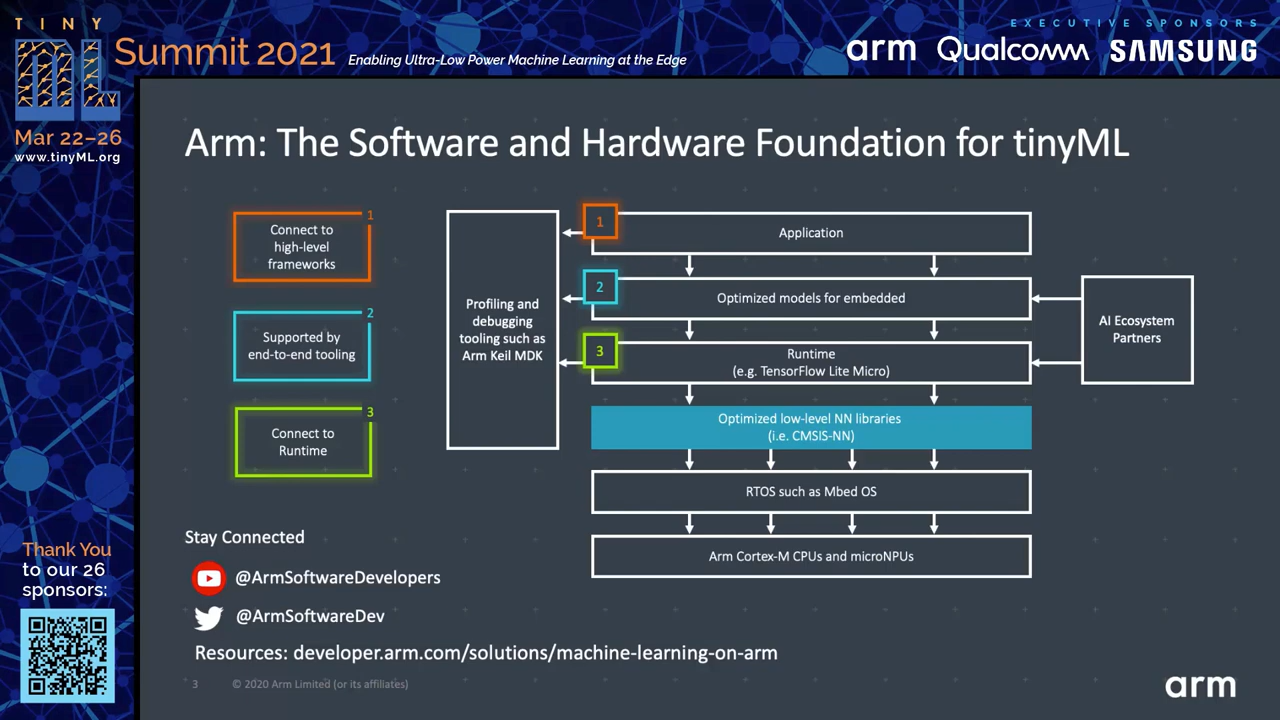 TINY
ML
Summit 2021
Enabling Ultra-Low Power Machine Learning at the Edge
EXECUTIVE SPONSORS
arm Qualcomm SAMSUNG
Mar 22–26
www.tinyML.org
Arm: The Software and Hardware Foundation for tinyML
1
Connect to
high-level
frameworks
2
Supported by
end-to-end tooling
3
Connect to
Runtime
Profiling and
debugging
tooling such as
Arm Keil MDK
1
Application
2
Optimized models for embedded
3
Runtime
(e.g. TensorFlow Lite Micro)
Optimized low-level NN libraries
(i.e. CMSIS-NN)
RTOS such as Mbed OS
Arm Cortex-M CPUs and microNPUs
AI Ecosystem
Partners
Stay Connected
@ArmSoftwareDevelopers
@ArmSoftwareDev
Resources: developer.arm.com/solutions/machine-learning-on-arm
3 © 2020 Arm Limited (or its affiliates)
arm
Thank You
to our 26
sponsors: